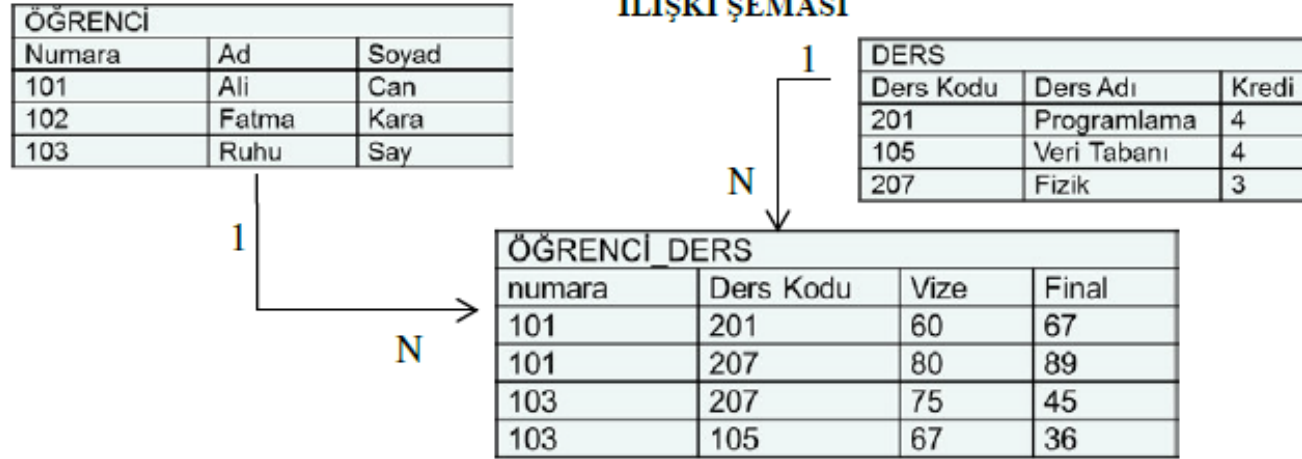 İLİŞKİ ŞEMASI
ÖĞRENCİ
Numara Ad Soyad
101 Ali Can
102 Fatma Kara
103 Ruhu Say
1
N
1
DERS
Ders Kodu Ders Adı Kredi
201 Programlama 4
105 Veri Tabanı 4
207 Fizik 3
N
ÖĞRENCİ_DERS
numara Ders Kodu Vize Final
101 201 60 67
101 207 80 89
103 207 75 45
103 105 67 36